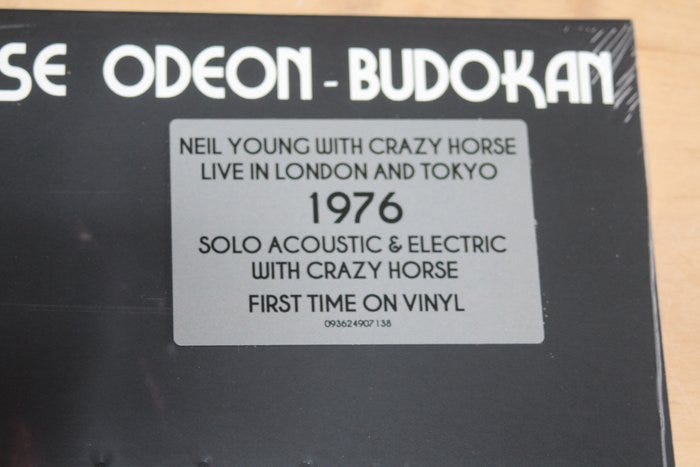 SE ODEON - BUDOKAN
NEIL YOUNG WITH CRAZY HORSE
LIVE IN LONDON AND TOKYO
1976
SOLO ACOUSTIC & ELECTRIC
WITH CRAZY HORSE
FIRST TIME ON VINYL
093624907138